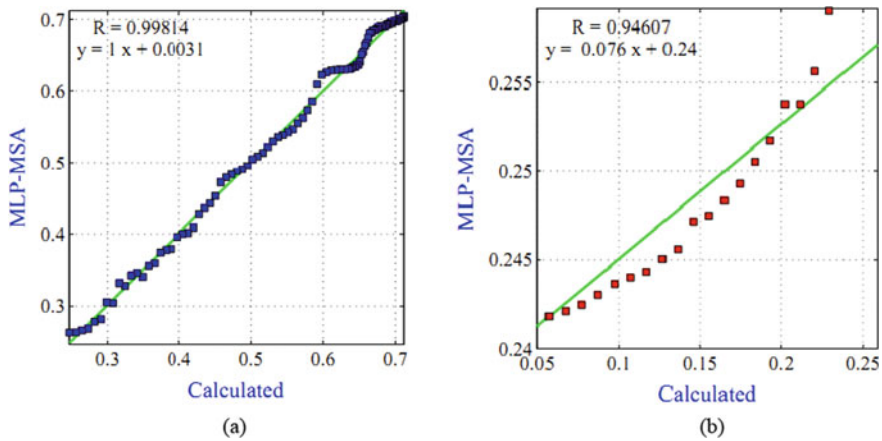 R = 0.99814
y = 1 x + 0.0031
0.7
0.6
0.5
0.4
0.3
MLP-MSA
0.3 0.4 0.5 0.6 0.7
Calculated
(a)
R = 0.94607
y = 0.076 x + 0.24
0.255
0.25
0.245
0.24
MLP-MSA
0.05 0.1 0.15 0.2 0.25
Calculated
(b)